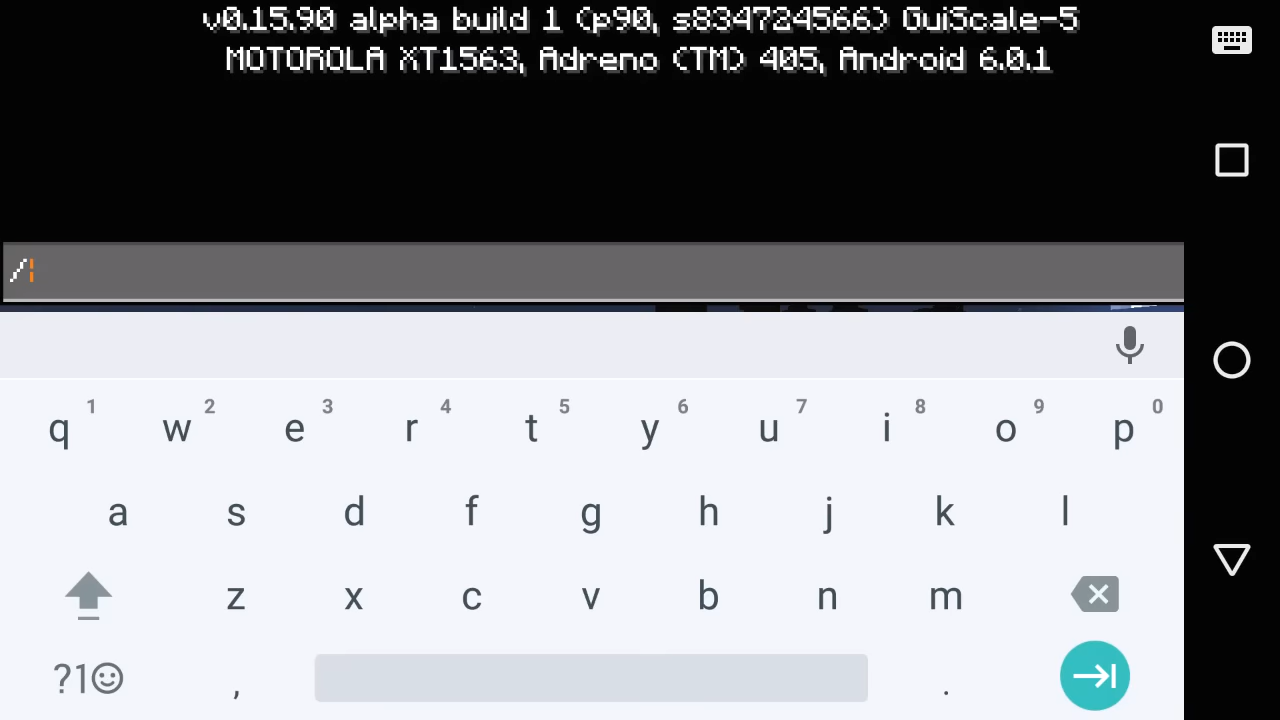 v0.15.90 alpha build 1 (p90, s8347Z4566) GuiScale-5
MOTOROLA XT1563, Adreno (TM) 405, Android 6.0.1
/
1 2 3 4 5 6 7 8 9 0
q w e r t y u i o p
a s d f g h j k l
z x c v b n m
?1☺ , .